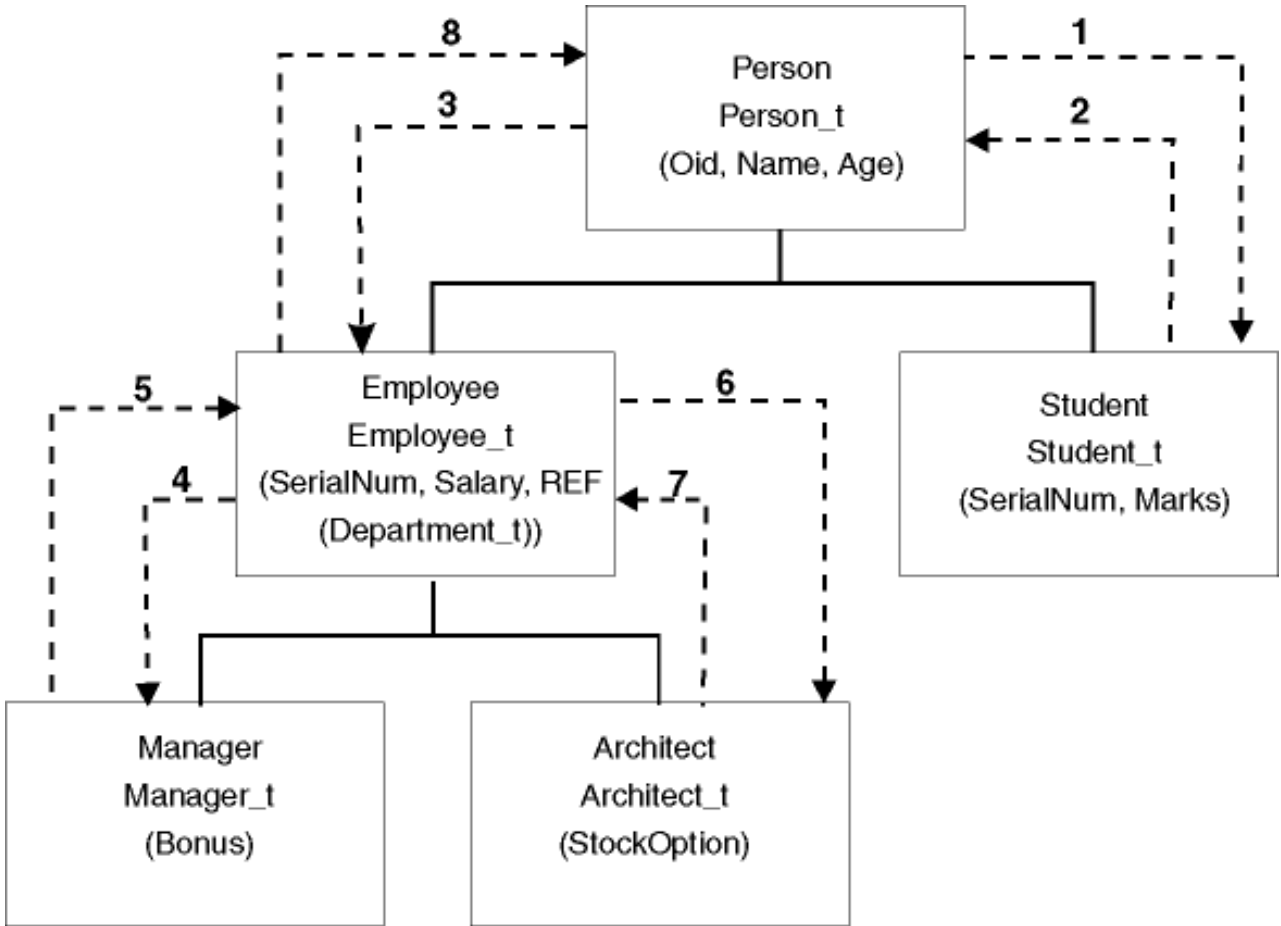 8
1
Person
3
2
Person_t
(Oid, Name, Age)
5
Employee
6
Student
Employee_t
Student_t
4
(SerialNum, Salary, REF
7
(SerialNum, Marks)
(Department_t))
Manager
Architect
Manager_t
Architect_t
(Bonus)
(StockOption)